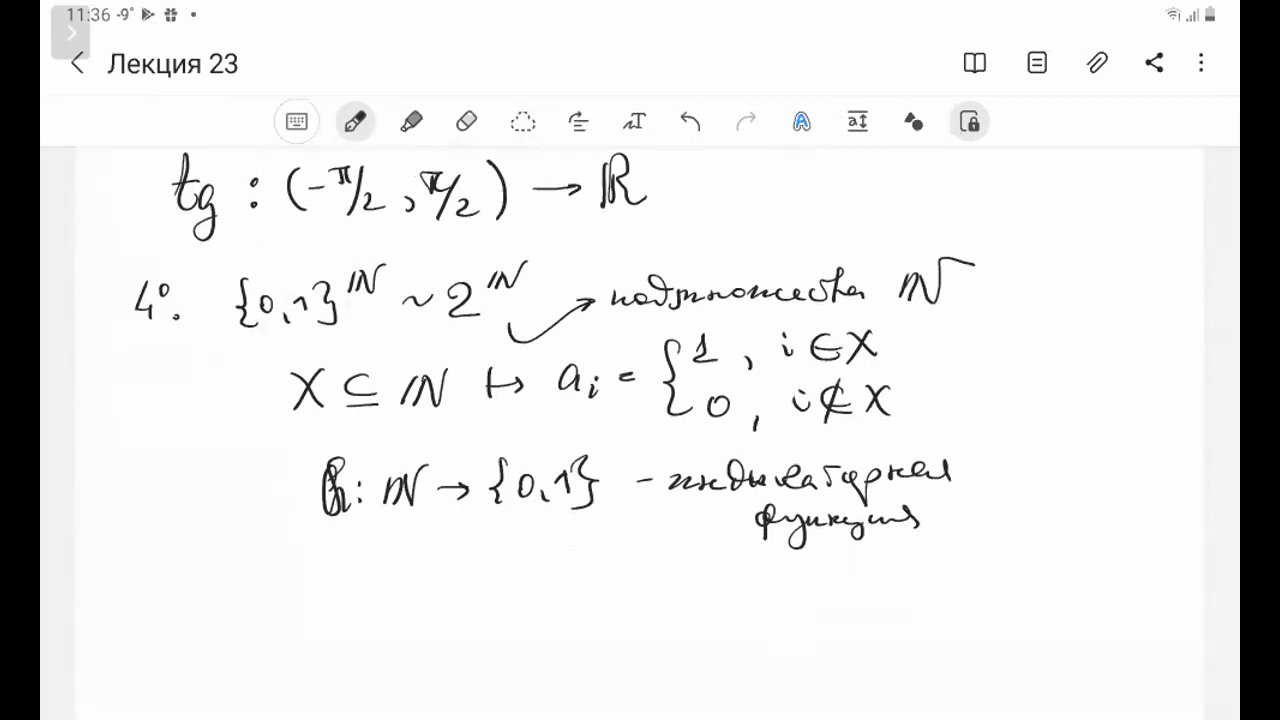 11:36 -9°
Лекция 23
tg : (-π/2, π/2) → ℝ
4°. {0,1}^ℕ ~ 2^ℕ → подмножества ℕ
X ⊆ ℕ ↦ aᵢ = { 1, i ∈ X
0, i ∉ X
: ℕ → {0,1} - индикаторная
функция